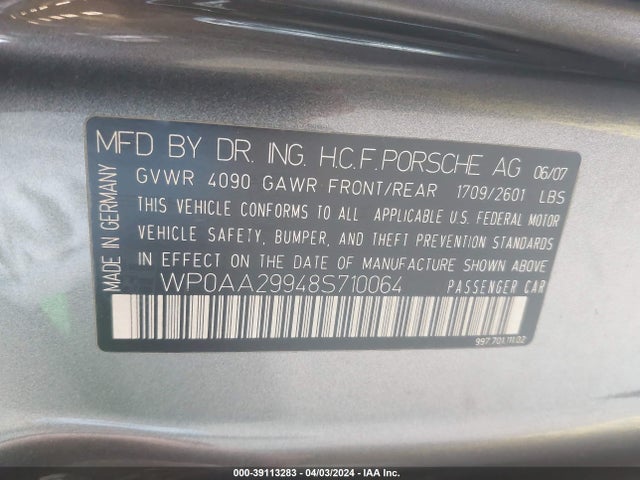 MFD BY DR. ING. H.C.F.PORSCHE AG 06/07
GVWR 4090 GAWR FRONT/REAR 1709/2601 LBS
THIS VEHICLE CONFORMS TO ALL APPLICABLE U.S. FEDERAL MOTOR
VEHICLE SAFETY, BUMPER, AND THEFT PREVENTION STANDARDS
IN EFFECT ON THE DATE OF MANUFACTURE SHOWN ABOVE
WP0AA29948S710064 PASSENGER CAR
MADE IN GERMANY
997.701.111.02
000-39113283 - 04/03/2024 - IAA Inc.